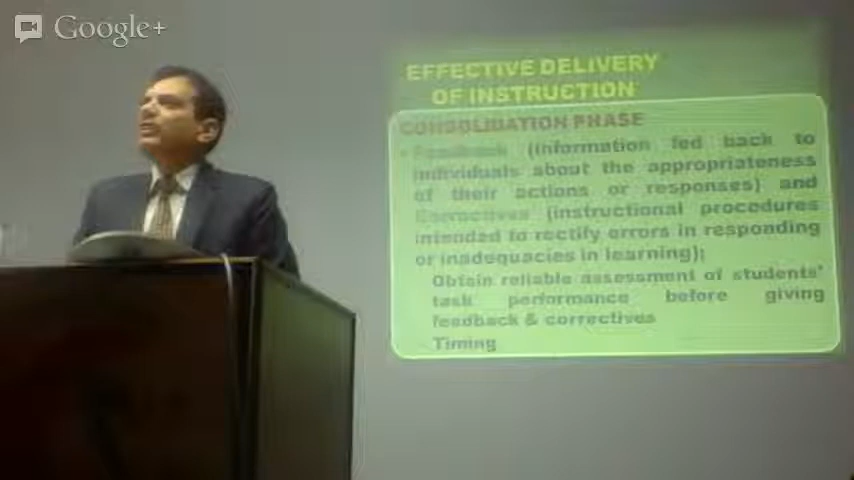 Google+
EFFECTIVE DELIVERY
OF INSTRUCTION
CONSOLIDATION PHASE
Feedback (information fed back to
individuals about the appropriateness
of their actions or responses) and
Correctives (instructional procedures
intended to rectify errors in responding
or inadequacies in learning);
Obtain reliable assessment of students'
task performance before giving
feedback & correctives
Timing